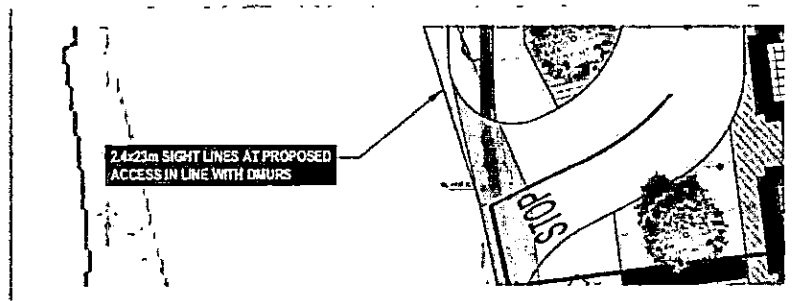 2.4x23m SIGHT LINES AT PROPOSED
ACCESS IN LINE WITH DMURS
STOP